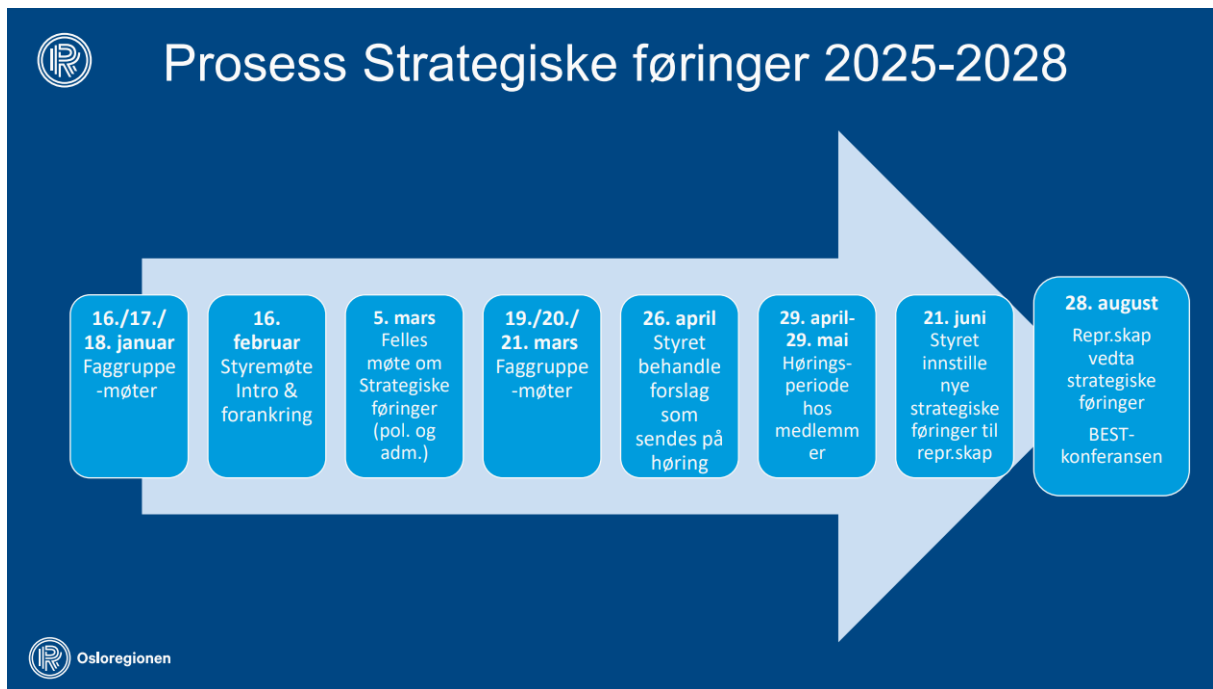 Prosess Strategiske føringer 2025-2028
16./17./
18. januar
Faggruppe
-møter
16.
februar
Styremøte
Intro &
forankring
5. mars
Felles
møte om
Strategiske
føringer
(pol. og
adm.)
19./20./
21. mars
Faggruppe
-møter
26. april
Styret
behandle
forslag
som
sendes på
høring
29. april-
29. mai
Hørings-
periode
hos
medlemm
er
21. juni
Styret
innstille
nye
strategiske
føringer til
repr.skap
28. august
Repr.skap
vedta
strategiske
føringer
BEST-
konferansen
Osloregionen